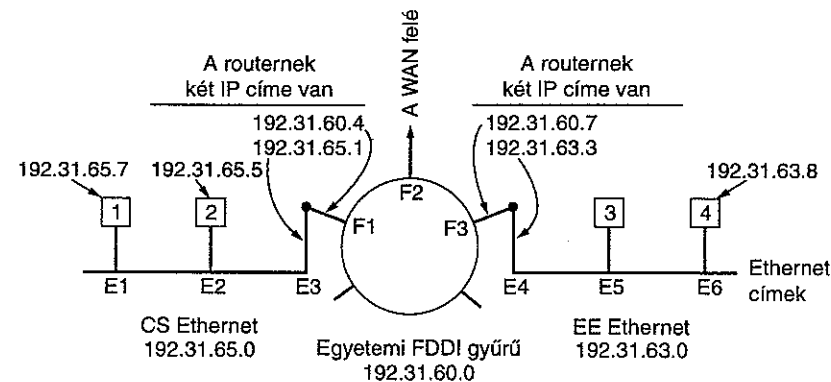 A routernek
két IP címe van
192.31.60.4
192.31.65.1
A WAN felé
A routernek
két IP címe van
192.31.60.7
192.31.63.3
192.31.65.7
192.31.65.5
192.31.63.8
1
2
F1
F2
F3
3
4
E1
E2
E3
E4
E5
E6
Ethernet
címek
CS Ethernet
192.31.65.0
Egyetemi FDDI gyűrű
192.31.60.0
EE Ethernet
192.31.63.0